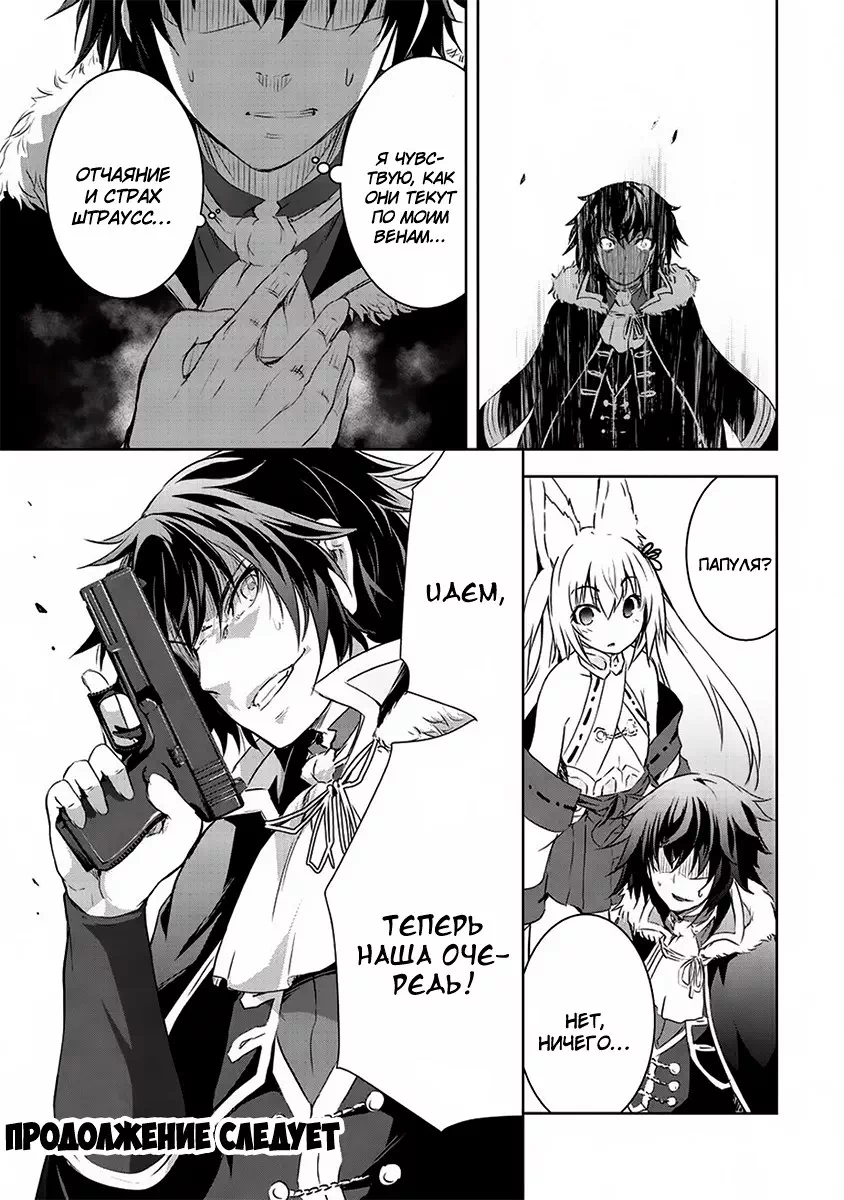 Я ЧУВС-
ТВУЮ, КАК
ОНИ ТЕКУТ
ПО МОИМ
ВЕНАМ...
ОТЧАЯНИЕ
И СТРАХ
ШТРАУСС...
ПАПУЛЯ?
НЕТ,
НИЧЕГО...
ИДЁМ,
ТЕПЕРЬ
НАША ОЧЕ-
РЕДЬ!
ПРОДОЛЖЕНИЕ СЛЕДУЕТ